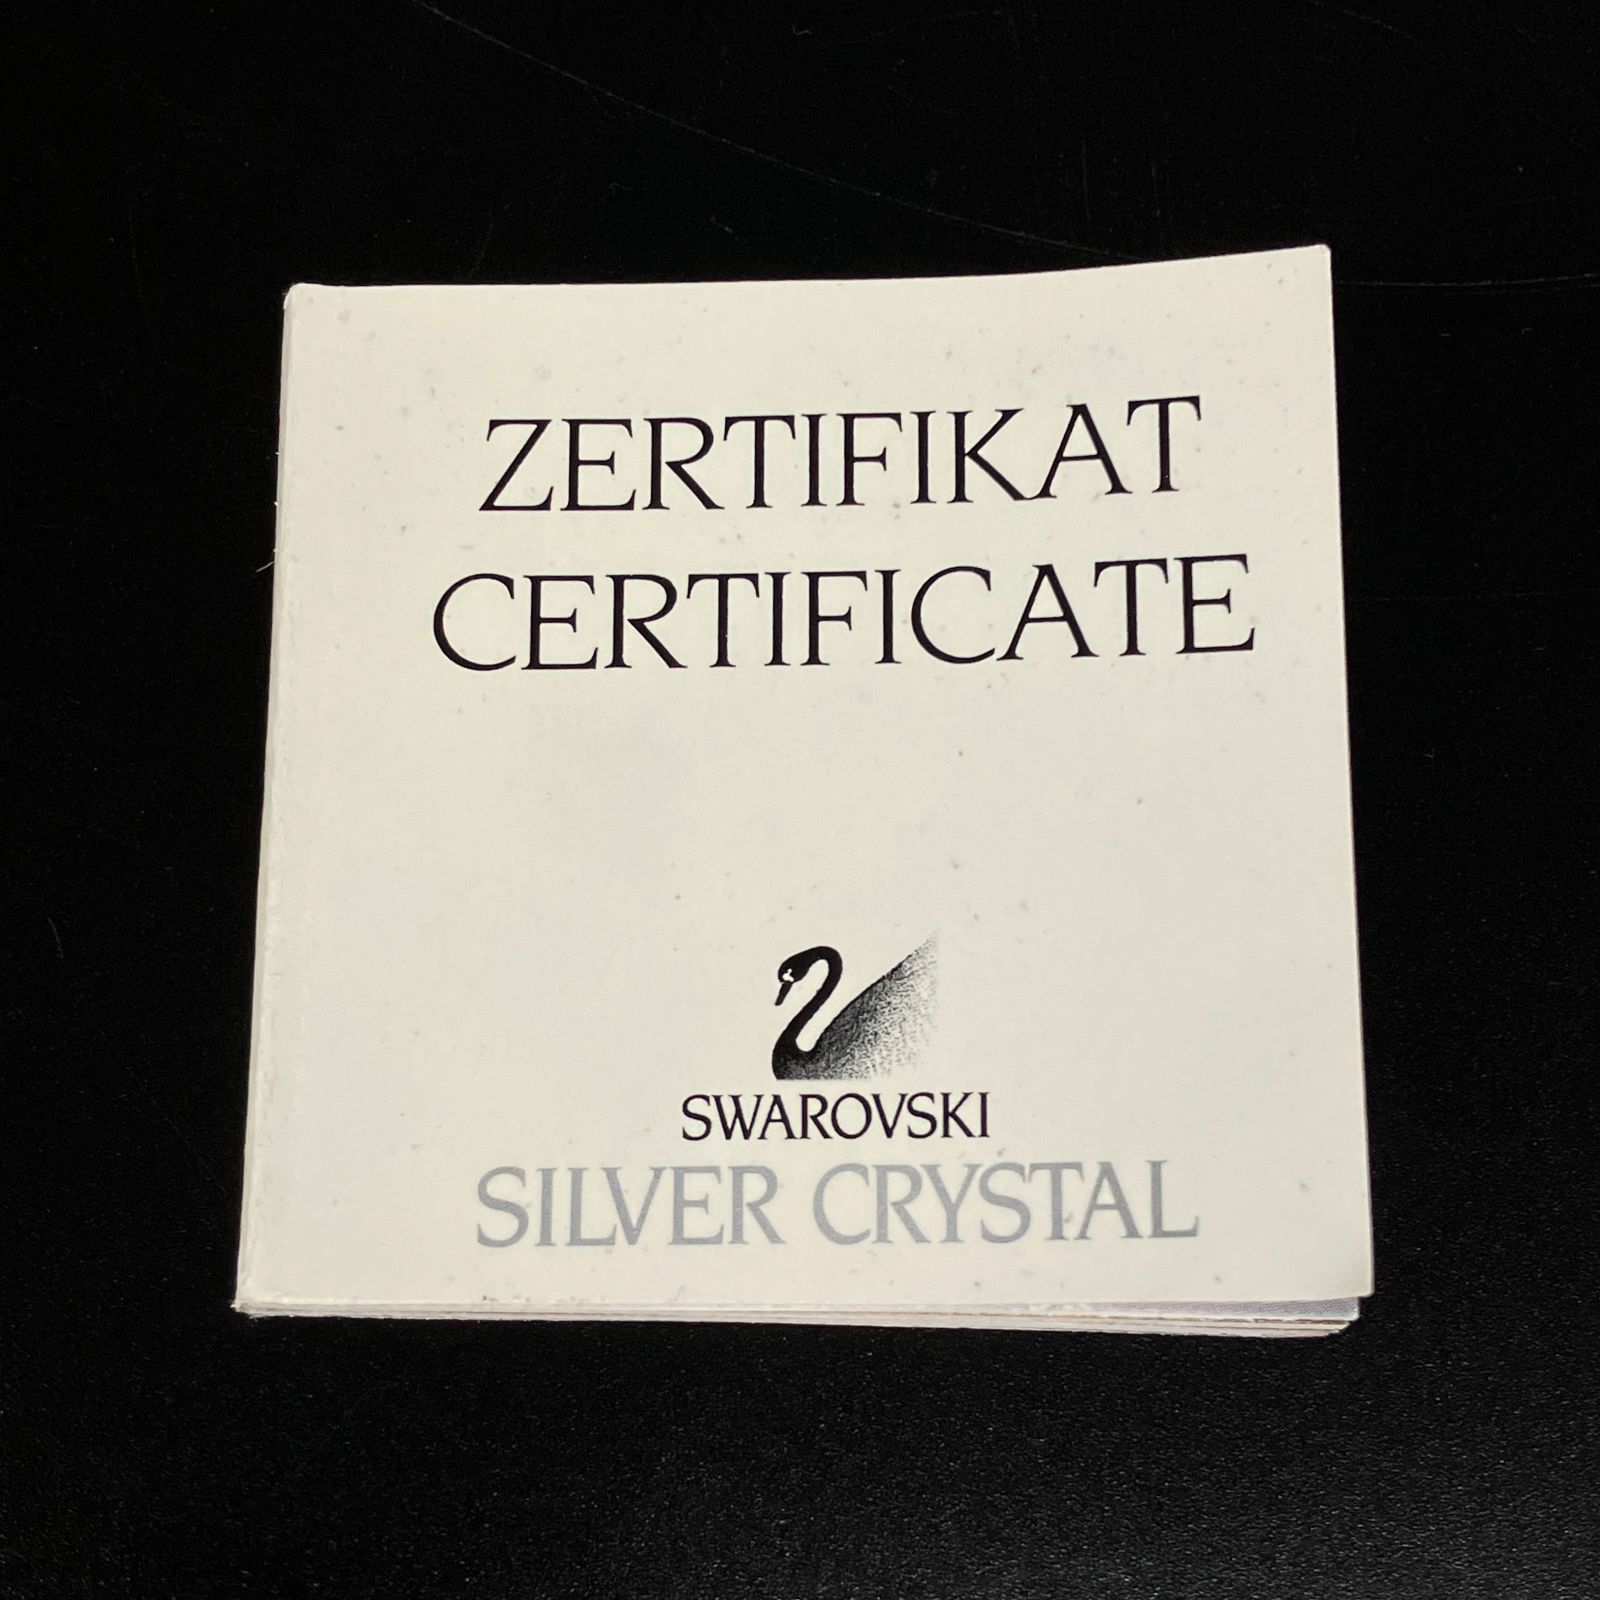 ZERTIFIKAT
CERTIFICATE
SWAROVSKI
SILVER CRYSTAL